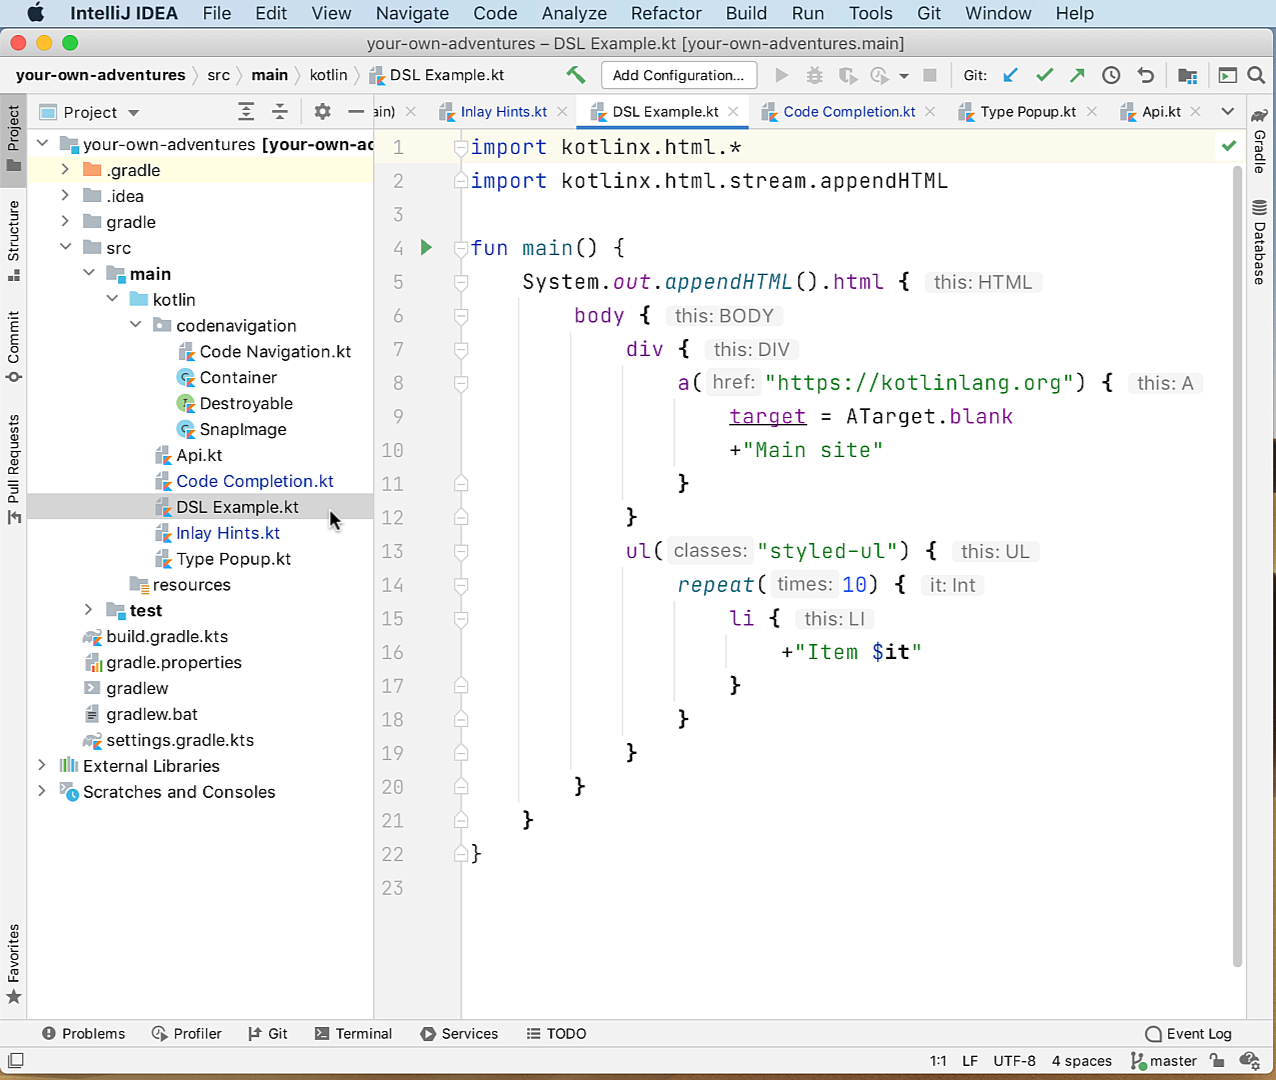 IntelliJ IDEA File Edit View Navigate Code Analyze Refactor Build Run Tools Git Window Help
your-own-adventures – DSL Example.kt [your-own-adventures.main]
your-own-adventures src main kotlin DSL Example.kt Add Configuration... Git:
Project
ain) Inlay Hints.kt DSL Example.kt Code Completion.kt Type Popup.kt Api.kt
Project
Structure
Commit
Pull Requests
Favorites
your-own-adventures [your-own-ad
.gradle
.idea
gradle
src
main
kotlin
codenavigation
Code Navigation.kt
Container
Destroyable
SnapImage
Api.kt
Code Completion.kt
DSL Example.kt
Inlay Hints.kt
Type Popup.kt
resources
test
build.gradle.kts
gradle.properties
gradlew
gradlew.bat
settings.gradle.kts
External Libraries
Scratches and Consoles
1 import kotlinx.html.*
2 import kotlinx.html.stream.appendHTML
3
4 fun main() {
5 System.out.appendHTML().html { this: HTML
6 body { this: BODY
7 div { this: DIV
8 a( href: "https://kotlinlang.org") { this: A
9 target = ATarget.blank
10 +"Main site"
11 }
12 }
13 ul( classes: "styled-ul") { this: UL
14 repeat( times: 10) { it: Int
15 li { this: LI
16 +"Item $it"
17 }
18 }
19 }
20 }
21 }
22 }
23
Gradle
Database
Problems Profiler Git Terminal Services TODO Event Log
1:1 LF UTF-8 4 spaces master